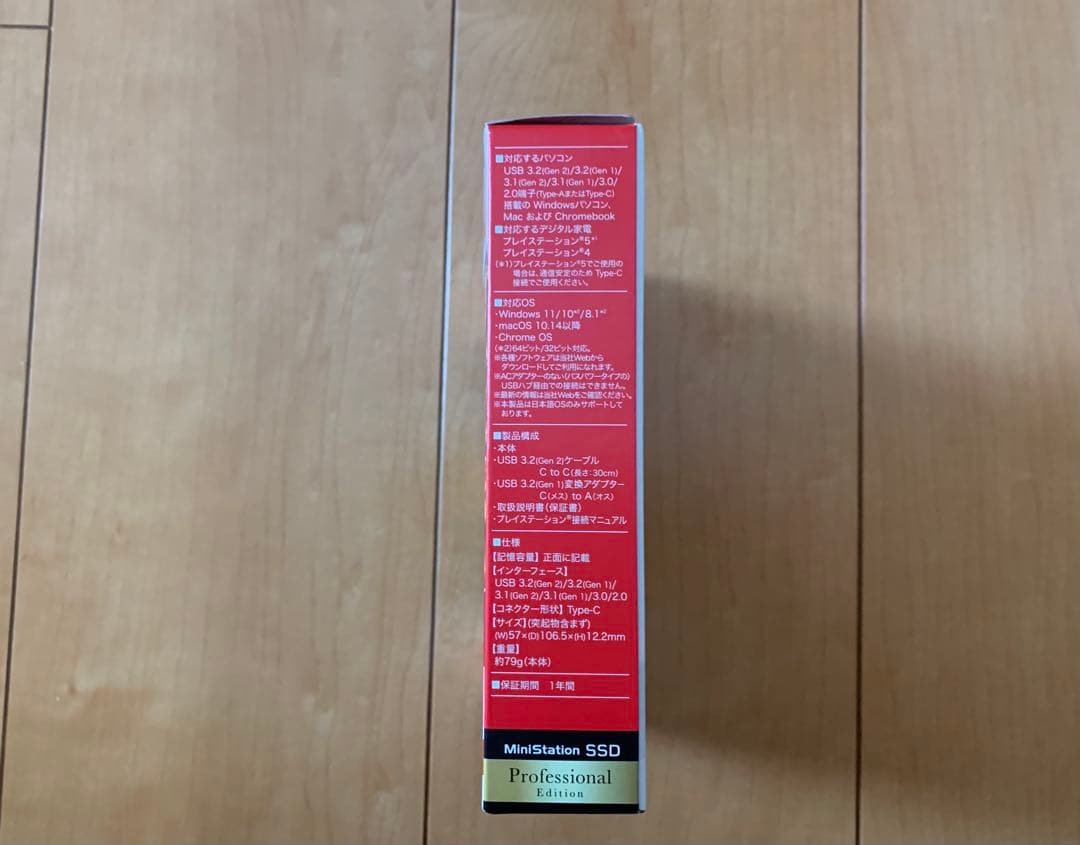 ■対応するパソコン
USB 3.2(Gen 2)/3.2(Gen 1)/
3.1(Gen 2)/3.1(Gen 1)/3.0/
2.0端子(Type-AまたはType-C)
搭載の Windowsパソコン、
Mac および Chromebook
■対応するデジタル家電
プレイステーション®5*1
プレイステーション®4
(*1)プレイステーション®5でご使用の
場合は、通信安定のため Type-C
接続でご使用ください。
■対応OS
・Windows 11/10*2/8.1*2
・macOS 10.14以降
・Chrome OS
(*2)64ビット/32ビット対応。
※各種ソフトウェアは当社Webから
ダウンロードしてご利用になれます。
※ACアダプターのない(バスパワータイプの)
USBハブ経由での接続はできません。
※最新の情報は当社Webをご確認ください。
※本製品は日本語OSのみサポートして
おります。
■製品構成
・本体
・USB 3.2(Gen 2)ケーブル
C to C(長さ:30cm)
・USB 3.2(Gen 1)変換アダプター
C(メス) to A(オス)
・取扱説明書(保証書)
・プレイステーション®接続マニュアル
■仕様
【記憶容量】 正面に記載
【インターフェース】
USB 3.2(Gen 2)/3.2(Gen 1)/
3.1(Gen 2)/3.1(Gen 1)/3.0/2.0
【コネクター形状】 Type-C
【サイズ】(突起物含まず)
(W)57×(D)106.5×(H)12.2mm
【重量】
約79g(本体)
■保証期間 1年間
MiniStation SSD
Professional
Edition